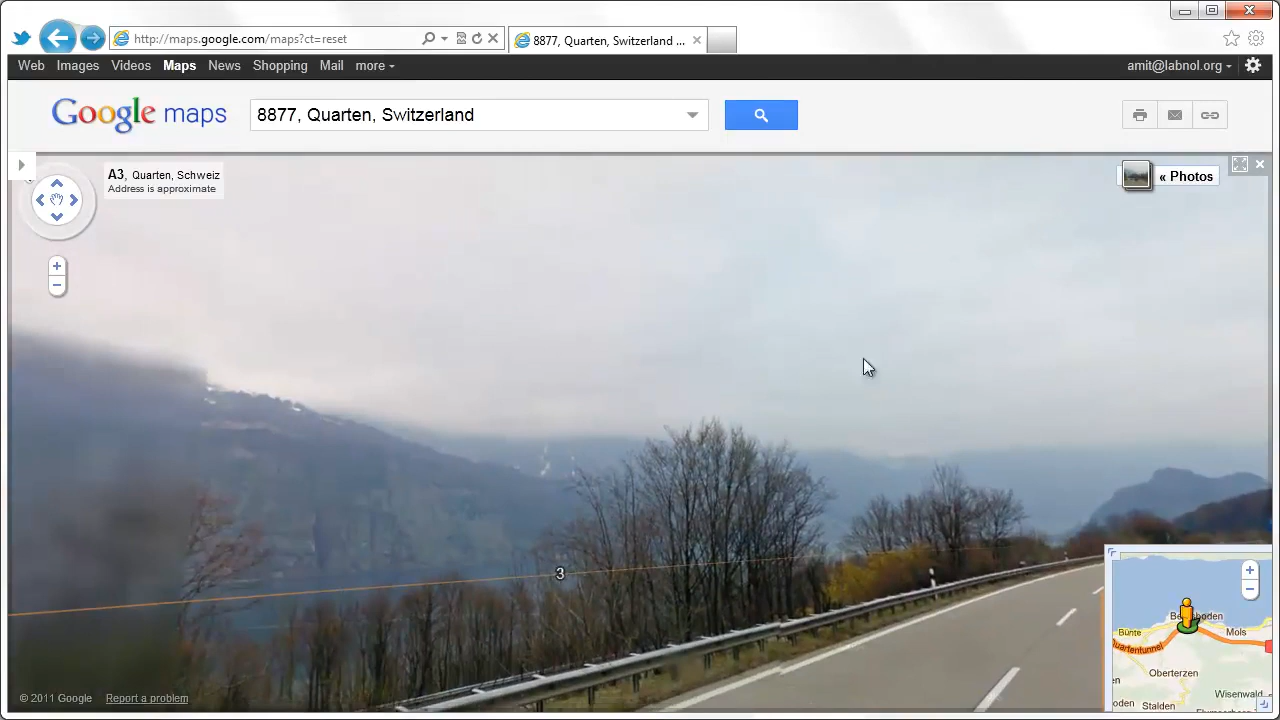 http://maps.google.com/maps?ct=reset
8877, Quarten, Switzerland ...
Web Images Videos Maps News Shopping Mail more
amit@labnol.org
Google maps
8877, Quarten, Switzerland
A3, Quarten, Schweiz
Address is approximate
« Photos
3
Bünte
Mols
Oberterzen
oden
Stalden
© 2011 Google
Report a problem